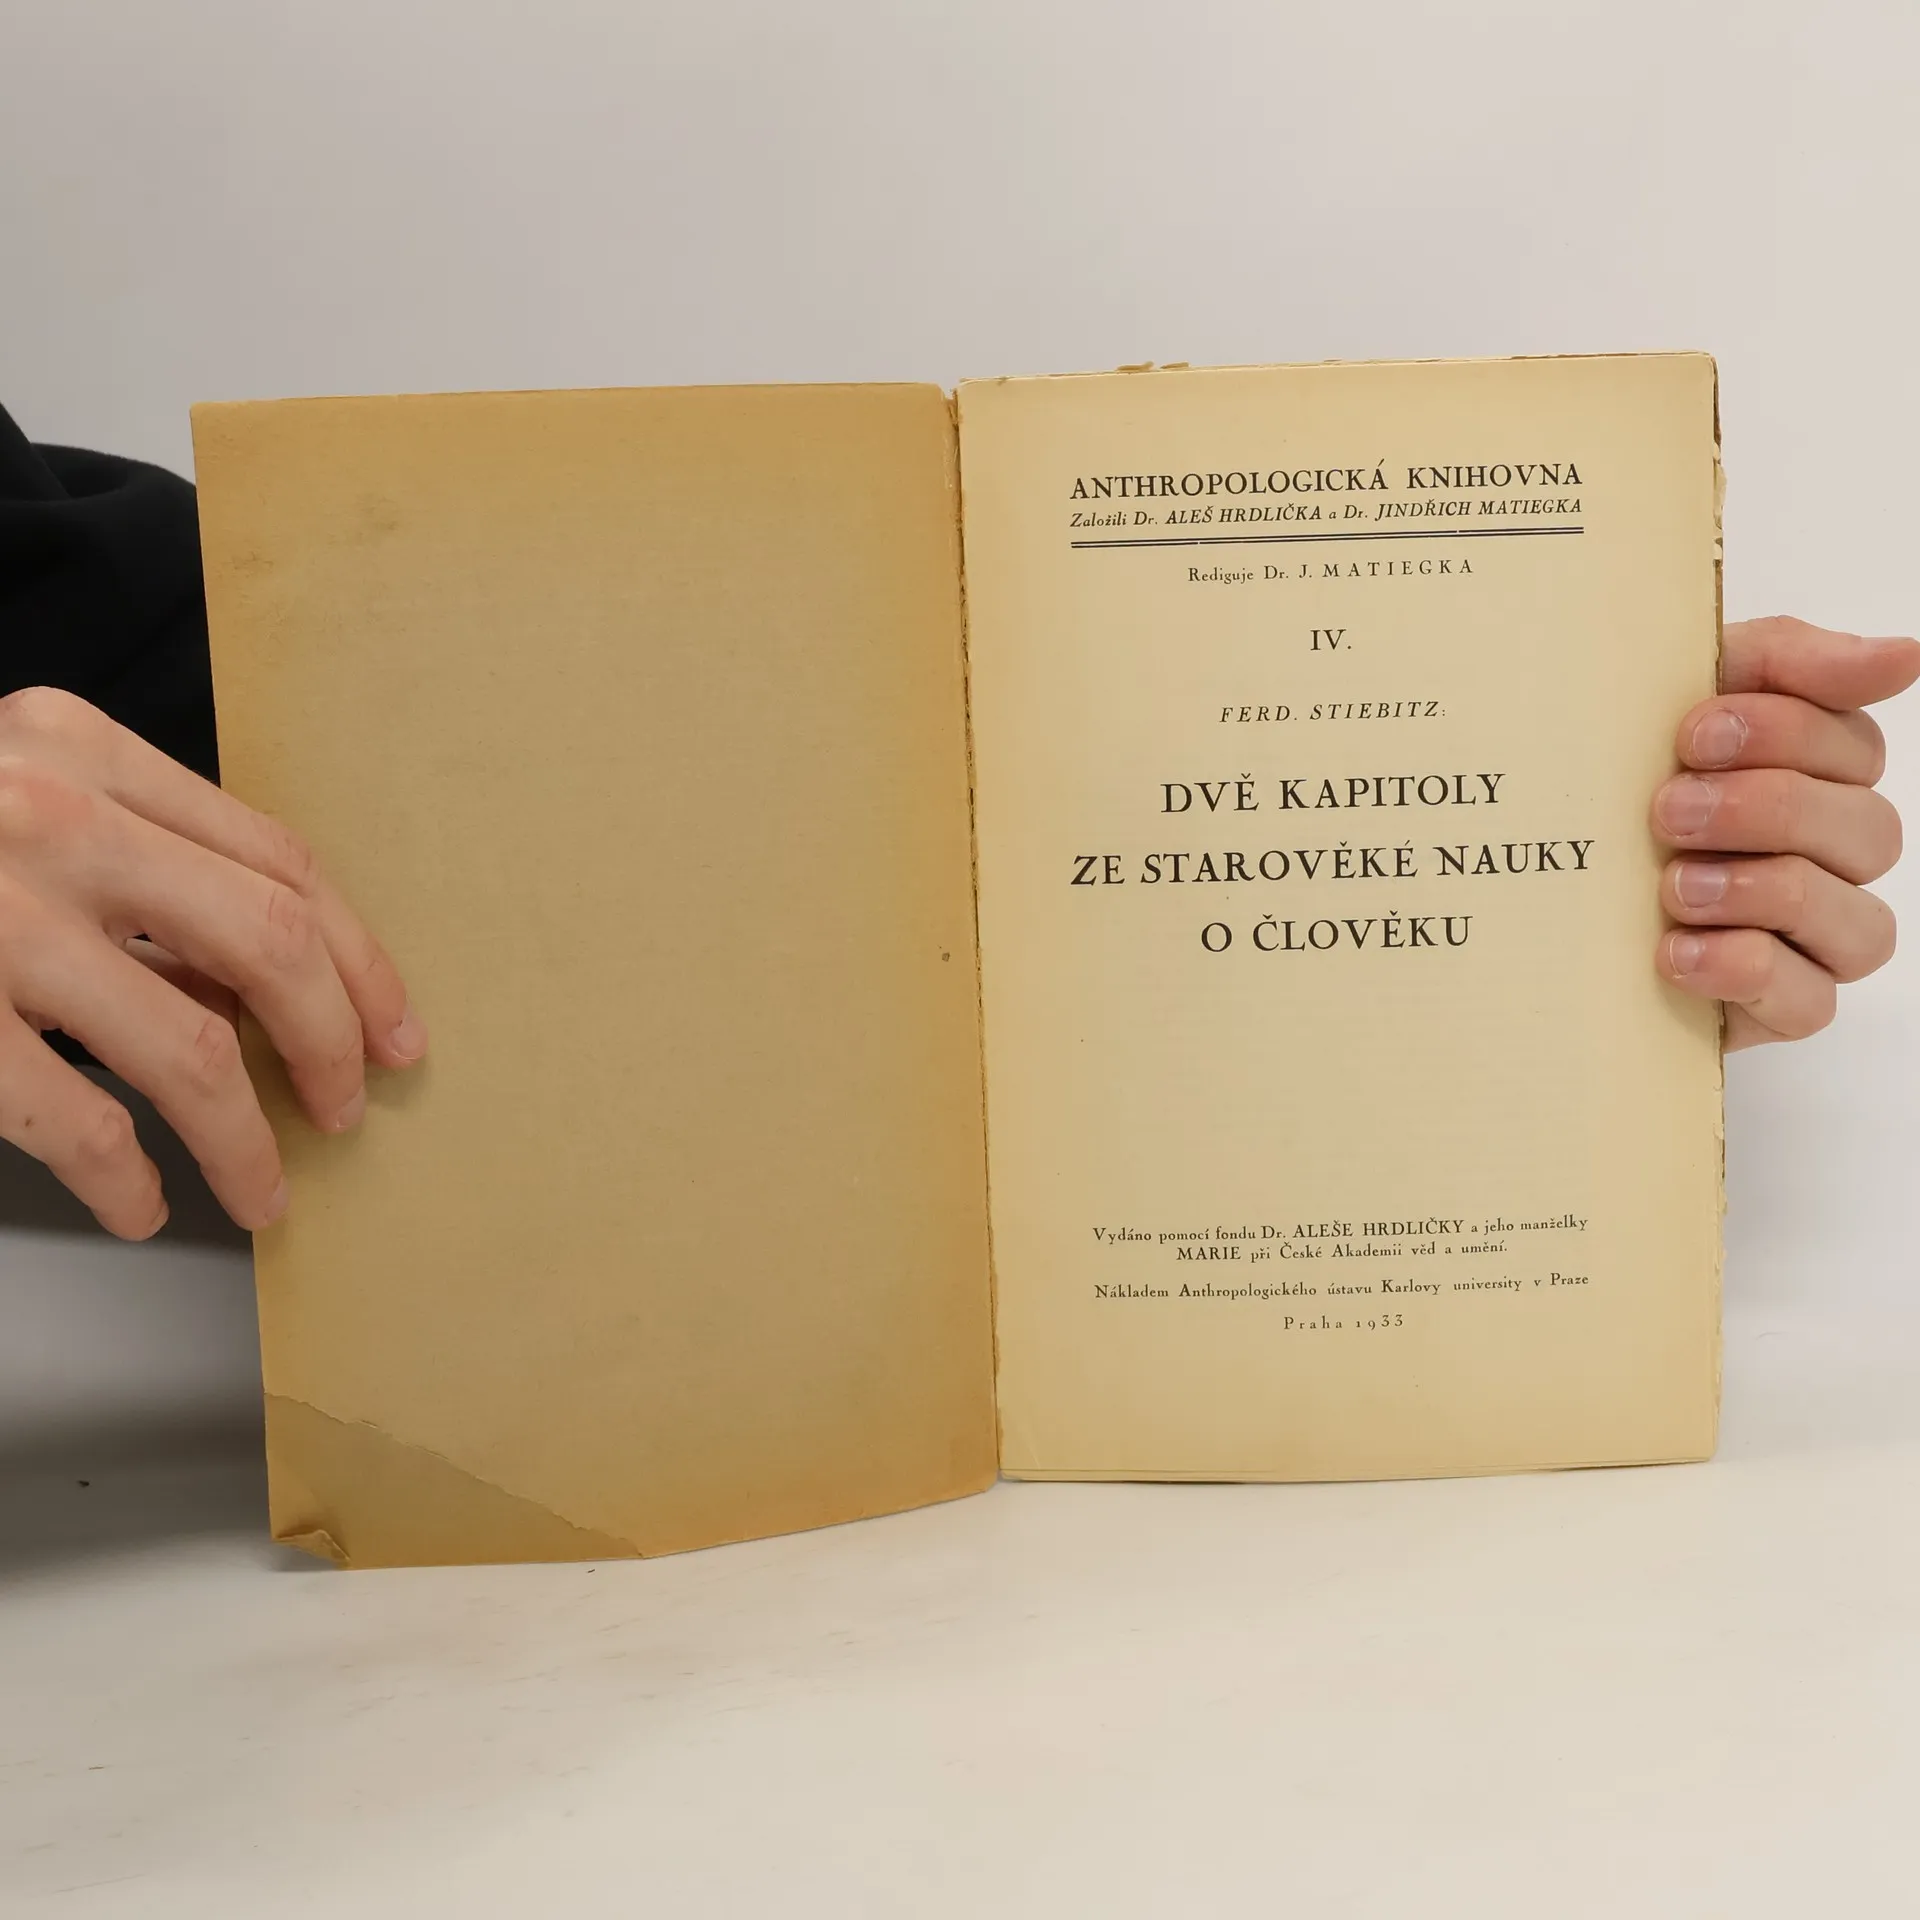 ANTHROPOLOGICKÁ KNIHOVNA
Založili Dr. ALEŠ HRDLIČKA a Dr. JINDŘICH MATIEGKA
Rediguje Dr. J. MATIEGKA
IV.
FERD. STIEBITZ:
DVĚ KAPITOLY
ZE STAROVĚKÉ NAUKY
O ČLOVĚKU
Vydáno pomocí fondu Dr. ALEŠE HRDLIČKY a jeho manželky
MARIE při České Akademii věd a umění.
Nákladem Anthropologického ústavu Karlovy university v Praze
Praha 1933